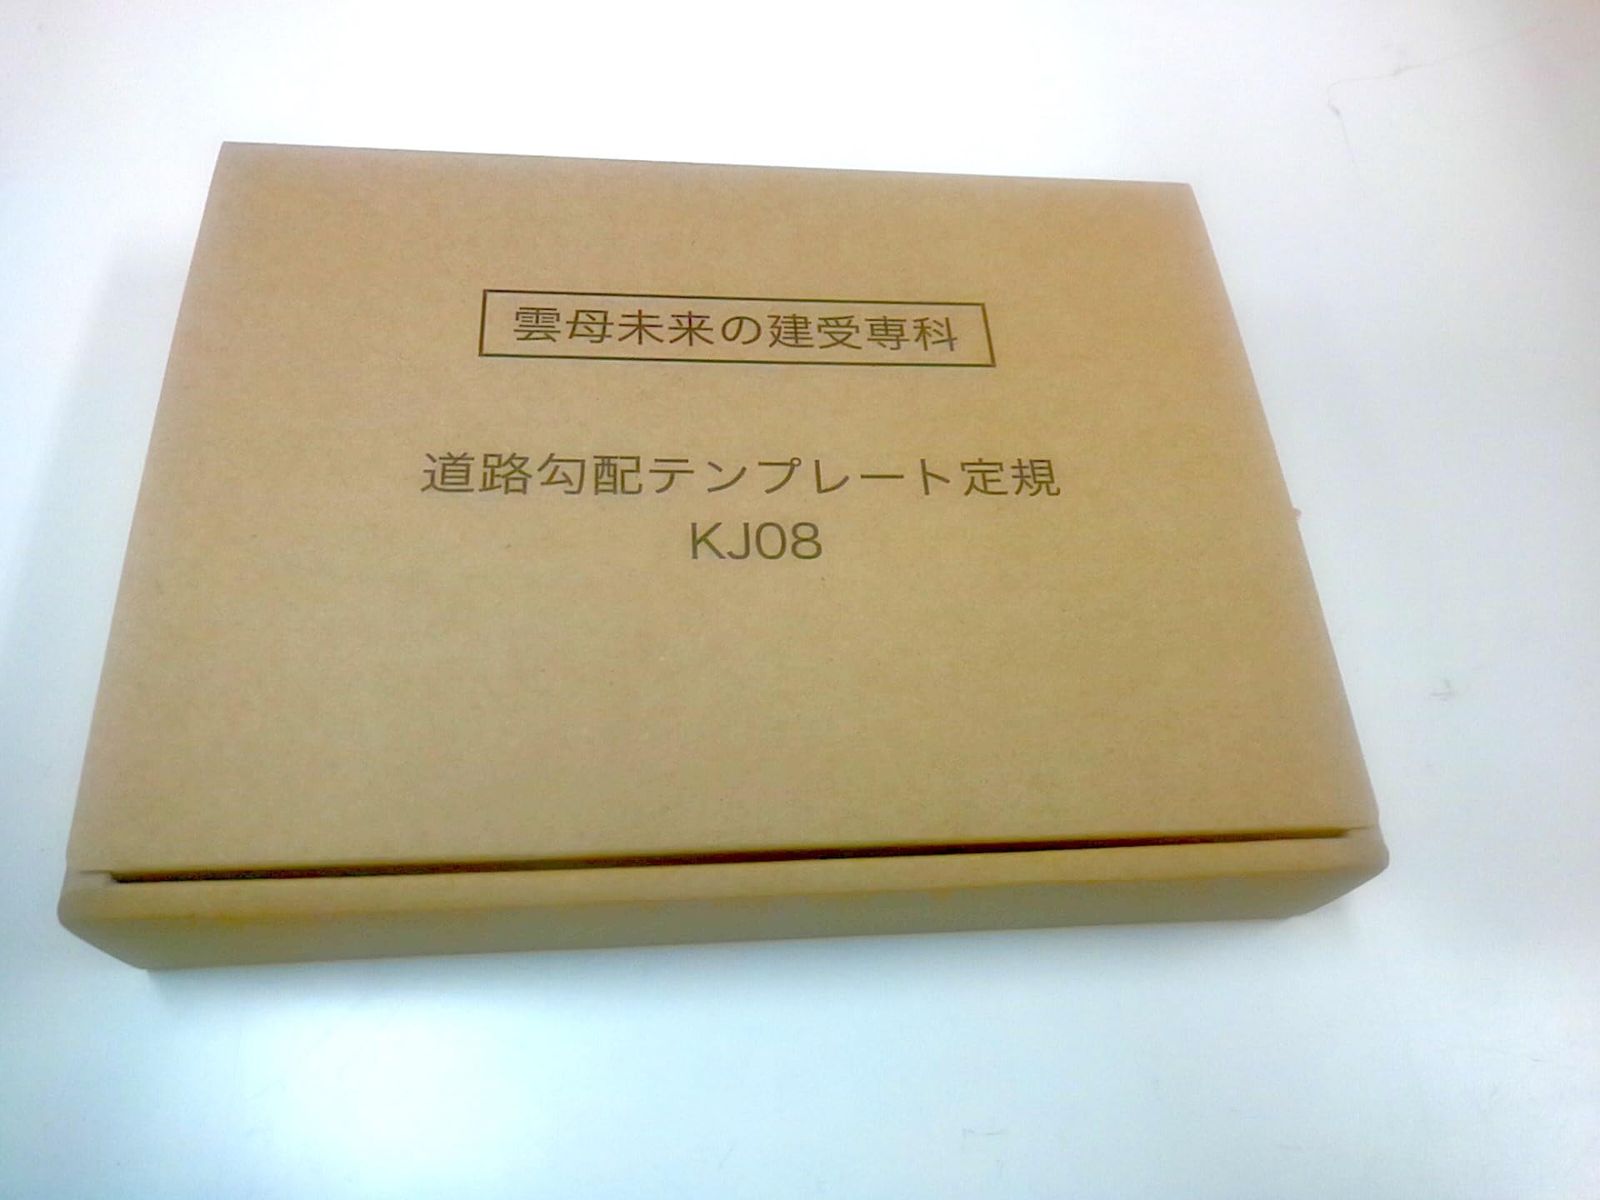 雲母未来の建受専科
道路勾配テンプレート定規
KJ08